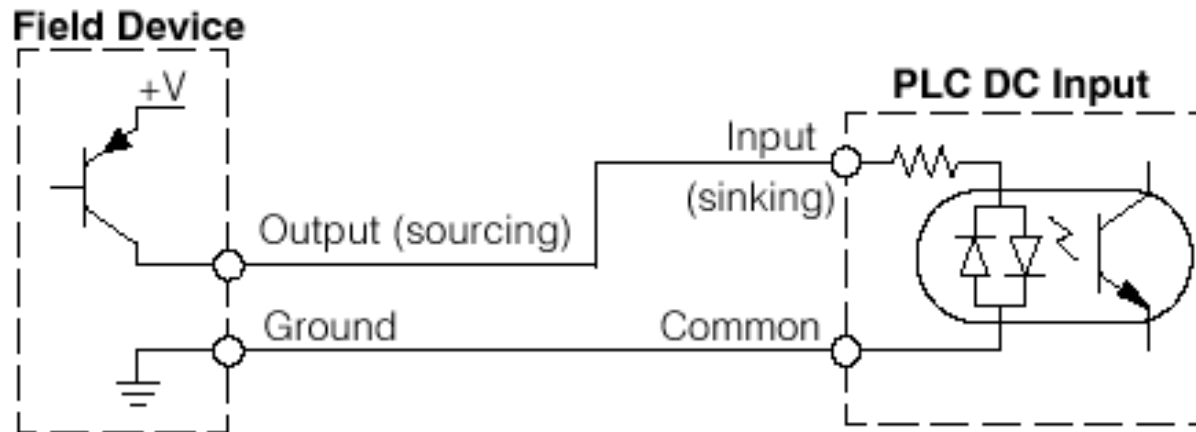 Field Device
+V
PLC DC Input
Input
(sinking)
Output (sourcing)
Ground
Common